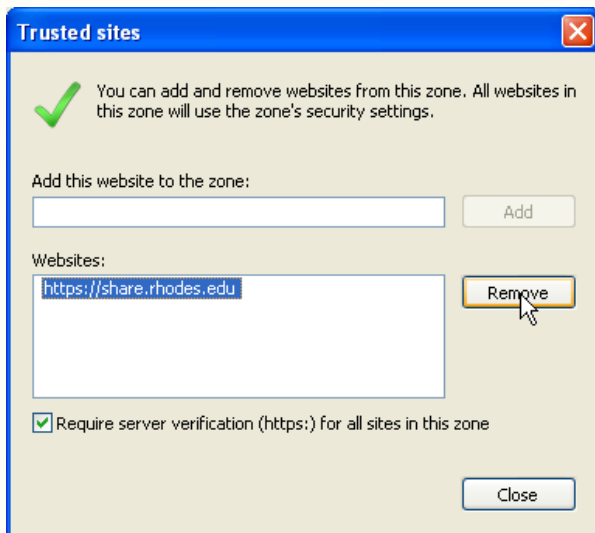 Trusted sites
You can add and remove websites from this zone. All websites in
this zone will use the zone's security settings.
Add this website to the zone:
Add
Websites:
https://share.rhodes.edu
Remove
Require server verification (https:) for all sites in this zone
Close